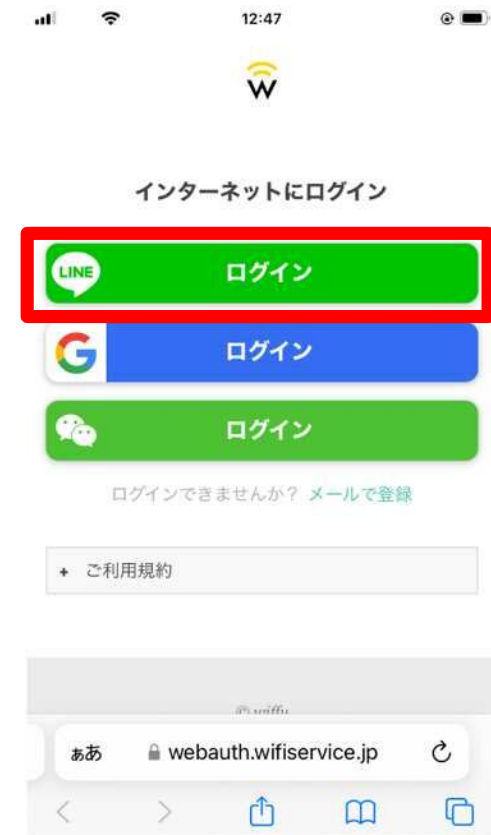 12:47
W
インターネットにログイン
LINE ログイン
G ログイン
ログイン
ログインできませんか？ メールで登録
+ ご利用規約
© wiffy
ぁあ webauth.wifiservice.jp